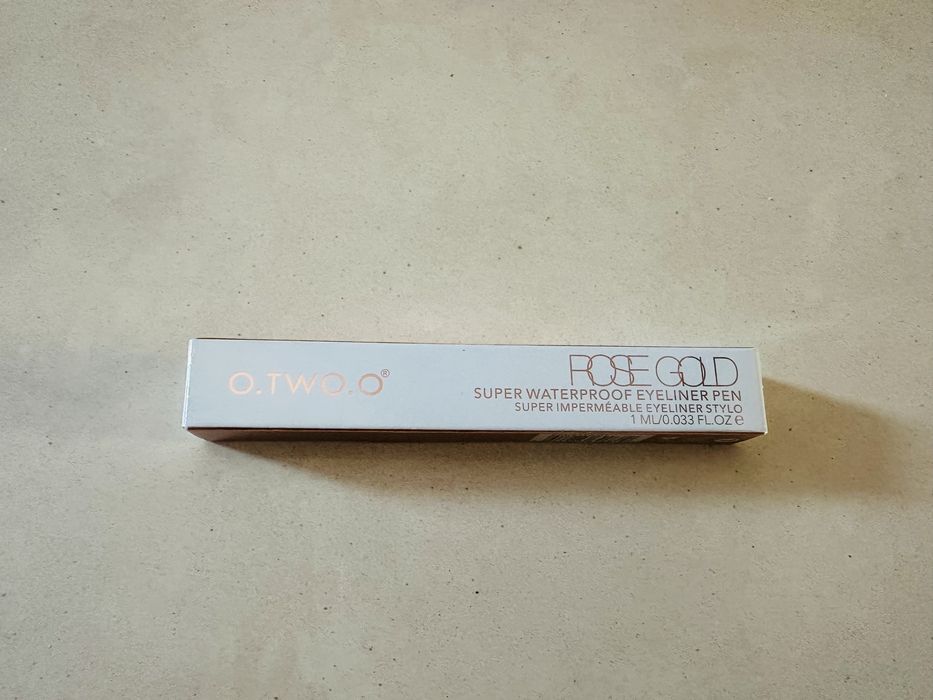 O.TWO.O®
ROSE GOLD
SUPER WATERPROOF EYELINER PEN
SUPER IMPERMÉABLE EYELINER STYLO
1 ML/0.033 FL.OZ ℮